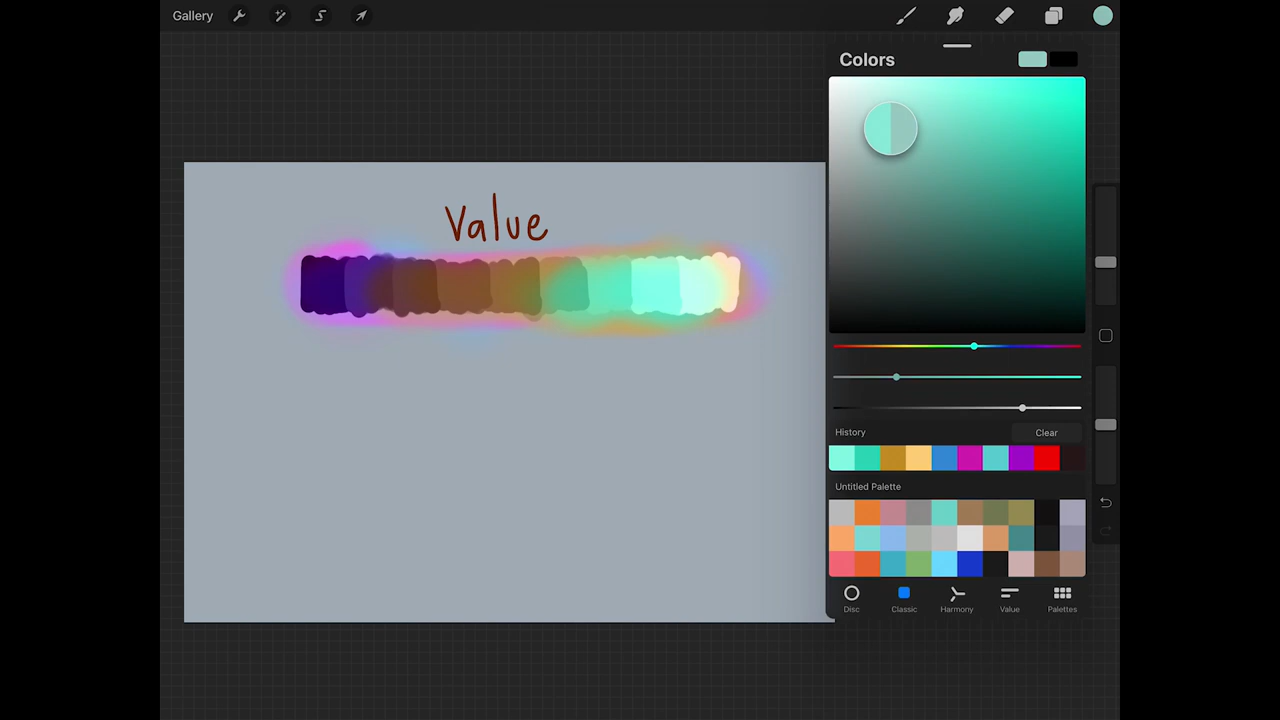 Gallery
Colors
Value
History Clear
Untitled Palette
Disc Classic Harmony Value Palettes